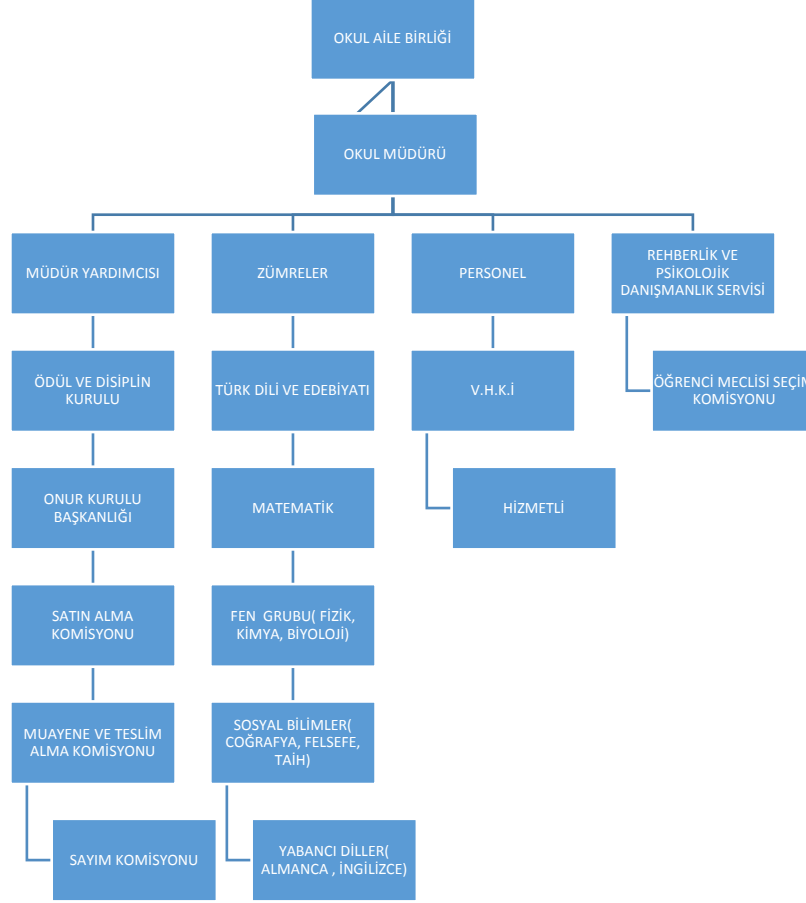 OKUL AİLE BİRLİĞİ
OKUL MÜDÜRÜ
MÜDÜR YARDIMCISI
ZÜMRELER
PERSONEL
REHBERLİK VE
PSİKOLOJİK
DANIŞMANLIK SERVİSİ
ÖDÜL VE DİSİPLİN
KURULU
TÜRK DİLİ VE EDEBİYATI
V.H.K.İ
ÖĞRENCİ MECLİSİ SEÇİM
KOMİSYONU
ONUR KURULU
BAŞKANLIĞI
MATEMATİK
HİZMETLİ
SATIN ALMA
KOMİSYONU
FEN  GRUBU( FİZİK,
KİMYA, BİYOLOJİ)
MUAYENE VE TESLİM
ALMA KOMİSYONU
SOSYAL BİLİMLER(
COĞRAFYA, FELSEFE,
TAİH)
SAYIM KOMİSYONU
YABANCI DİLLER(
ALMANCA , İNGİLİZCE)